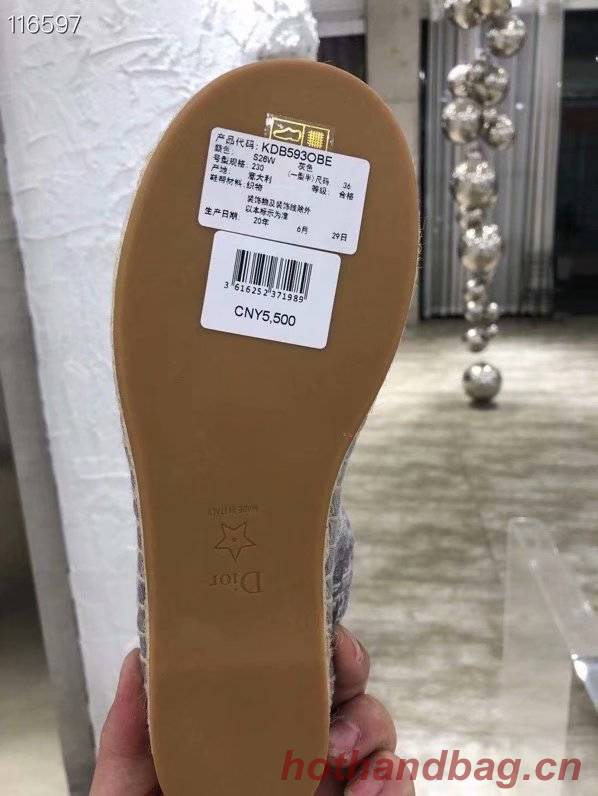 116597
产品代码: KDB593OBE
颜色: S26W 灰色
号型规格: 230 (一型半)尺码 36
产地: 意大利 等级: 合格
鞋帮材料: 织物
装饰物及装饰线除外
以本标示为准
生产日期: 20年 6月 29日
3 616252 371989
CNY5,500
MADE IN ITALY
Dior
hothandbag.cn